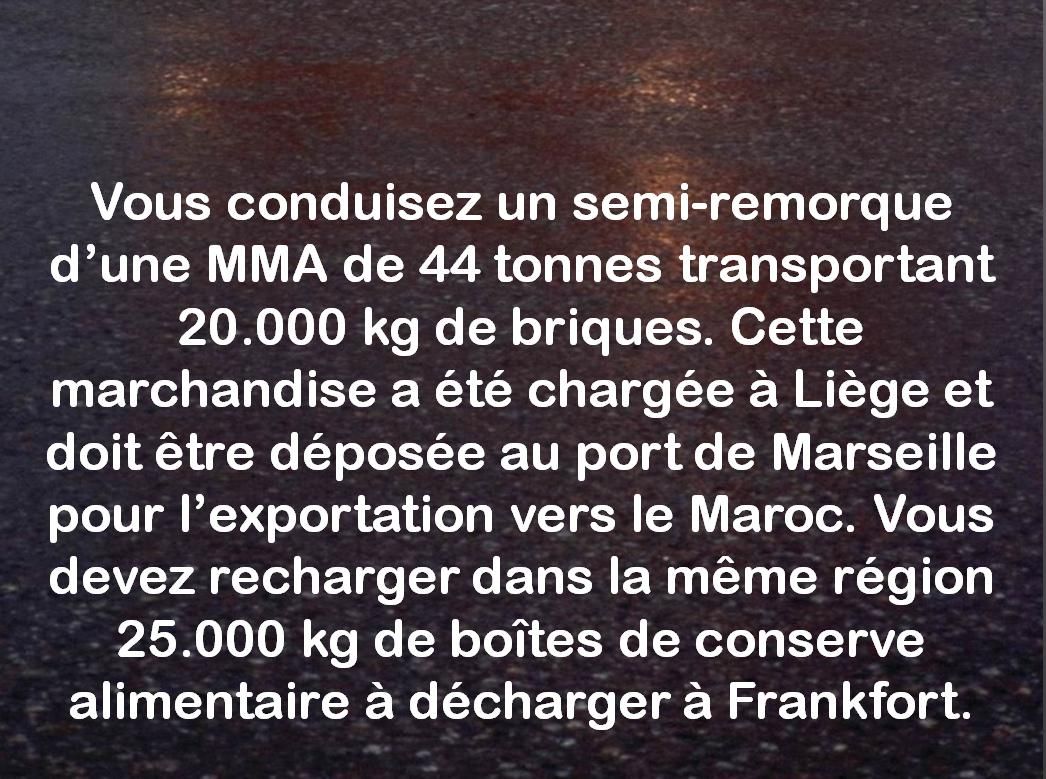 Vous conduisez un semi-remorque
d’une MMA de 44 tonnes transportant
20.000 kg de briques. Cette
marchandise a été chargée à Liège et
doit être déposée au port de Marseille
pour l’exportation vers le Maroc. Vous
devez recharger dans la même région
25.000 kg de boîtes de conserve
alimentaire à décharger à Frankfort.